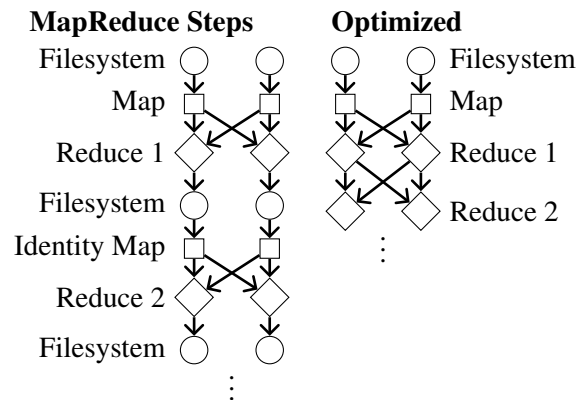 MapReduce Steps
Filesystem
Map
Reduce 1
Filesystem
Identity Map
Reduce 2
Filesystem
⋮
Optimized
Filesystem
Map
Reduce 1
Reduce 2
⋮